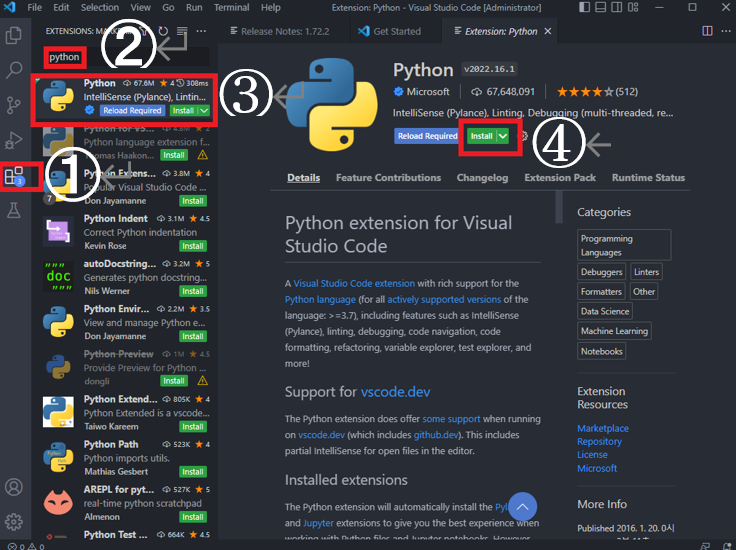 File Edit Selection View Go Run Terminal Help
Extension: Python - Visual Studio Code [Administrator]
EXTENSIONS:
②
python
①
3
Python 67.6M 4 308ms
IntelliSense (Pylance), Lintin...
Reload Required Install
③
4.8M 2
Python language extension f...
Thomas Haakon... Install
Python Exten... 3.8M 4
Popular Visual Studio Code ...
7 Don Jayamanne Install
Python Indent 3.1M 4.5
Correct Python indentation
Kevin Rose Install
autoDocstring... 3.2M 5
Generates python docstring...
Nils Werner Install
Python Envir... 2.2M 3.5
View and manage Python e...
Don Jayamanne Install
Python Preview 1M 4.5
Provide Preview for Python ...
dongli Install
Python Extend... 805K 4
Python Extended is a vscode...
Taiwo Kareem Install
Python Path 523K 4
Python imports utils.
Mathias Gesbert Install
AREPL for pyt... 527K 5
real-time python scratchpad
Almenon Install
Python Test ... 664K 4.5
Release Notes: 1.72.2 Get Started Extension: Python
Python v2022.16.1
Microsoft 67,648,091 (512)
IntelliSense (Pylance), Linting, Debugging (multi-threaded, re...
Reload Required Install
④
Details Feature Contributions Changelog Extension Pack Runtime Status
Python extension for Visual
Studio Code
A Visual Studio Code extension with rich support for the
Python language (for all actively supported versions of the
language: >=3.7), including features such as IntelliSense
(Pylance), linting, debugging, code navigation, code
formatting, refactoring, variable explorer, test explorer, and
more!
Support for vscode.dev
The Python extension does offer some support when running
on vscode.dev (which includes github.dev). This includes
partial IntelliSense for open files in the editor.
Installed extensions
The Python extension will automatically install the
and Jupyter extensions to give you the best experience when
working with Python files and Jupyter notebooks. However,
Categories
Programming
Languages
Debuggers Linters
Formatters Other
Data Science
Machine Learning
Notebooks
Extension
Resources
Marketplace
Repository
License
Microsoft
More Info
Published 2016. 1. 20. 0시
0 0